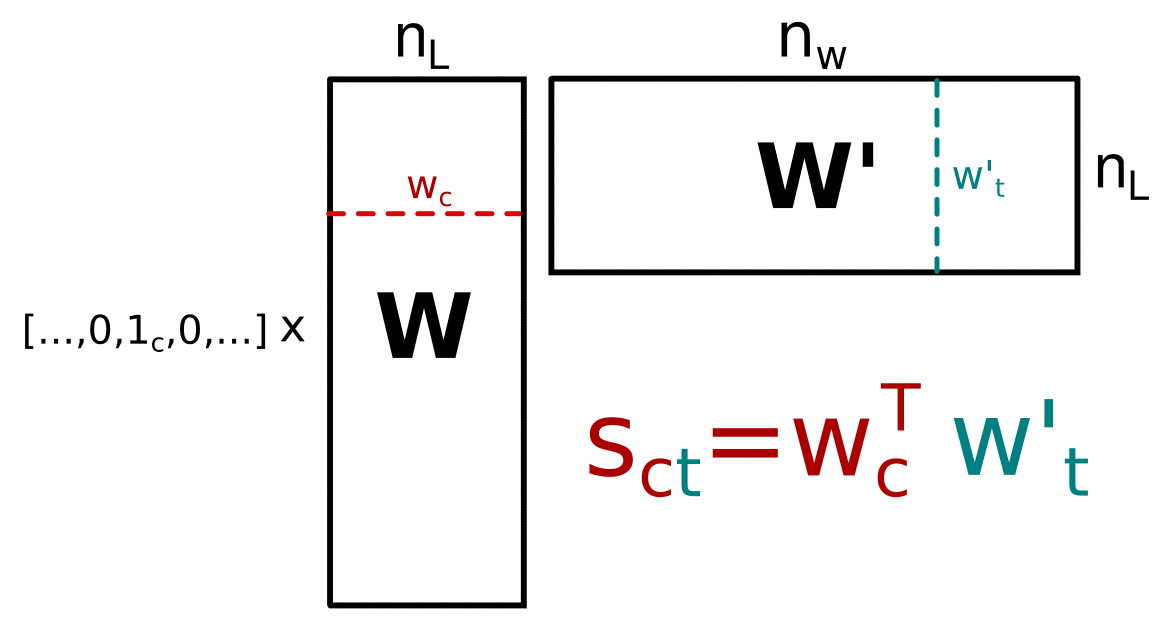 n_L
n_w
w_c
W'
w'_t
n_L
[...,0,1_c,0,...] x
W
s_ct=w_c^T w'_t